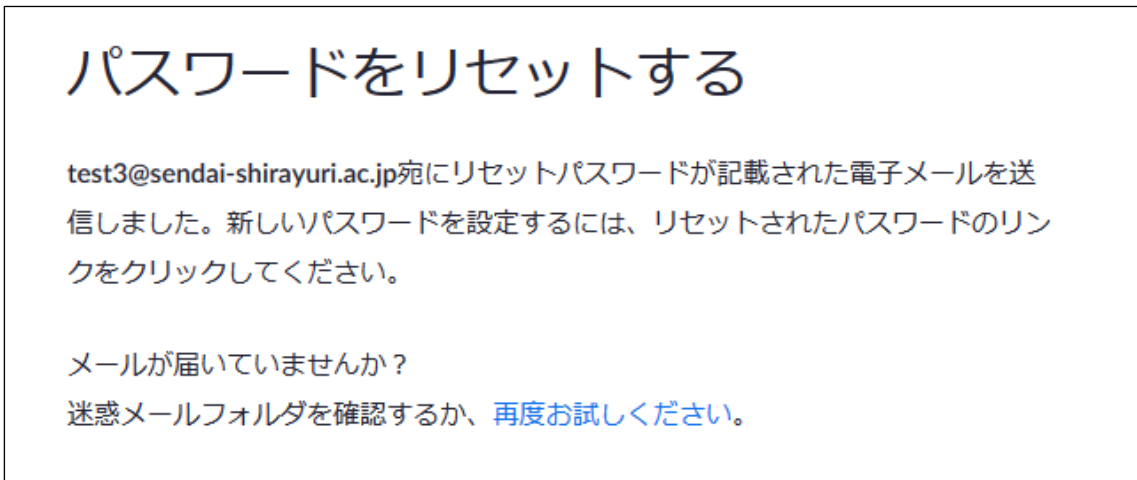 パスワードをリセットする
test3@sendai-shirayuri.ac.jp宛にリセットパスワードが記載された電子メールを送
信しました。新しいパスワードを設定するには、リセットされたパスワードのリン
クをクリックしてください。
メールが届いていませんか？
迷惑メールフォルダを確認するか、再度お試しください。